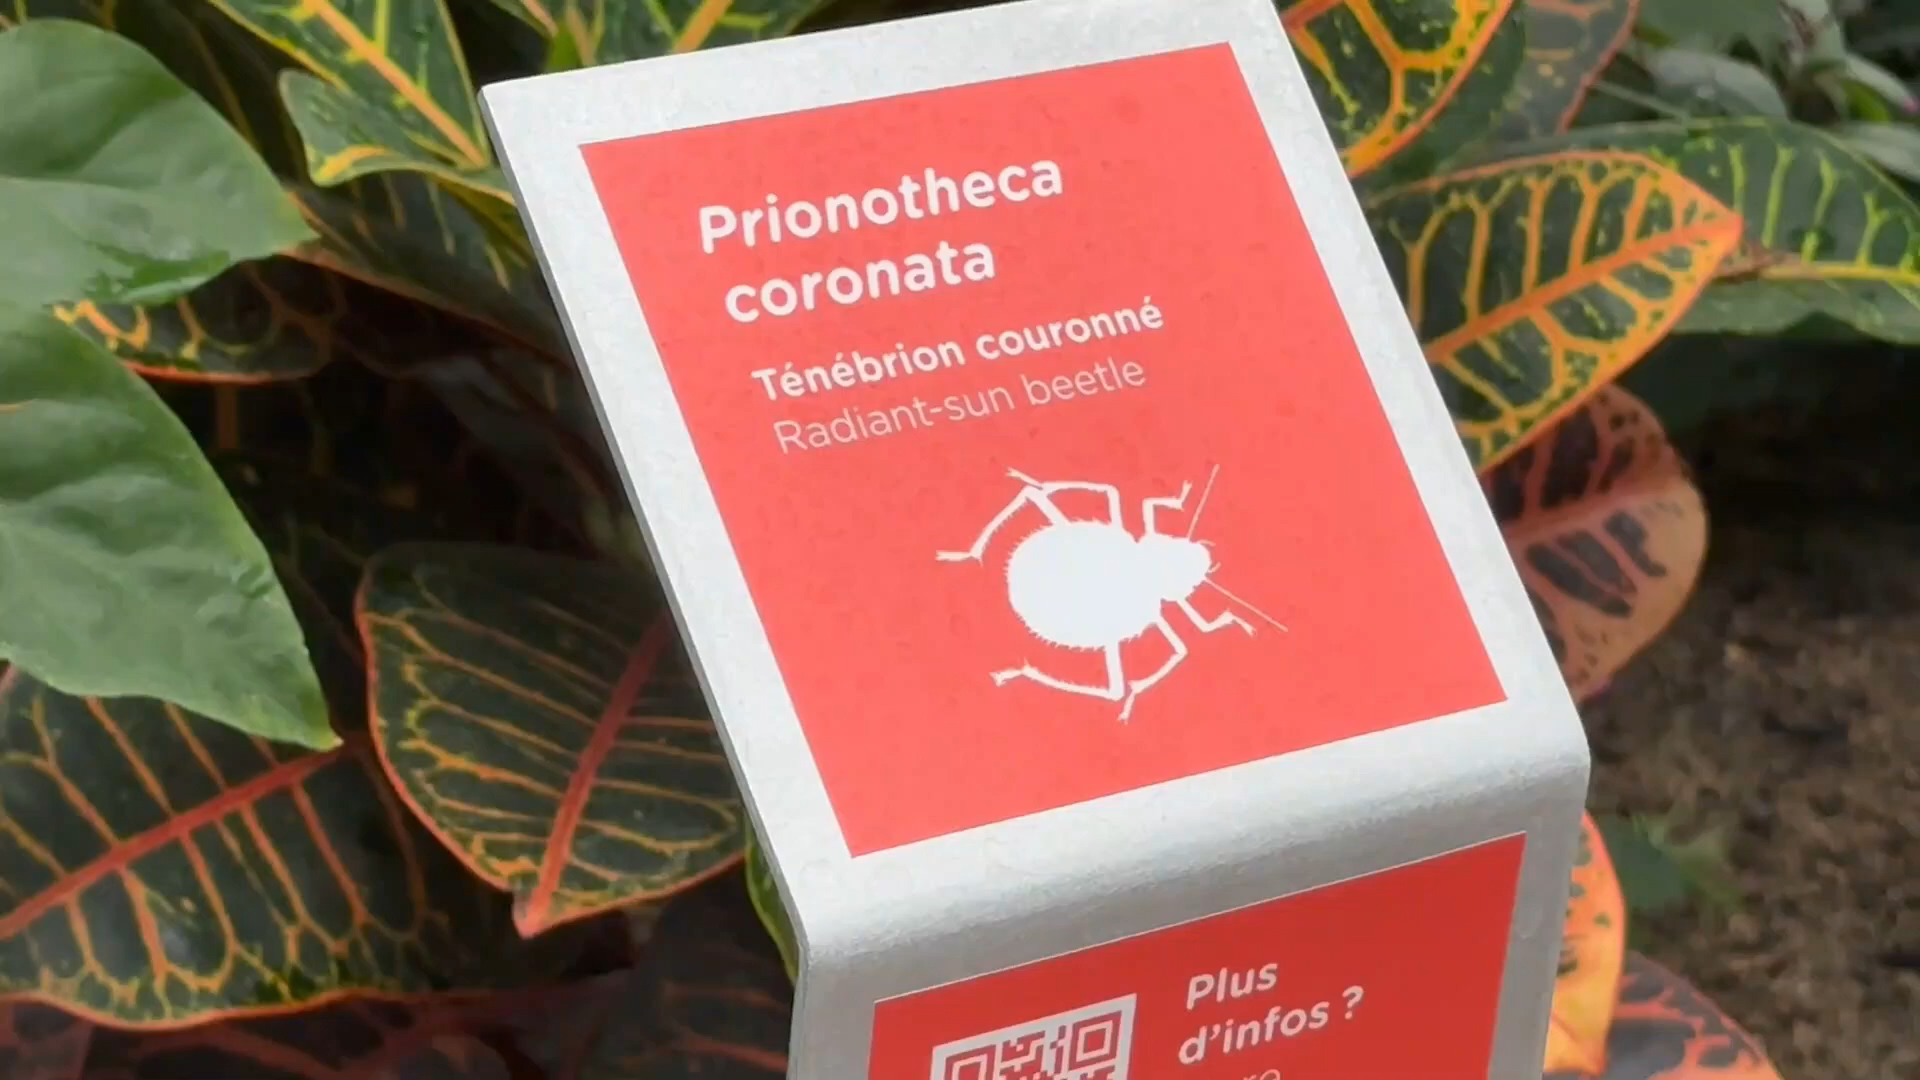 Prionotheca
coronata
Ténébrion couronné
Radiant-sun beetle
Plus
d'infos ?